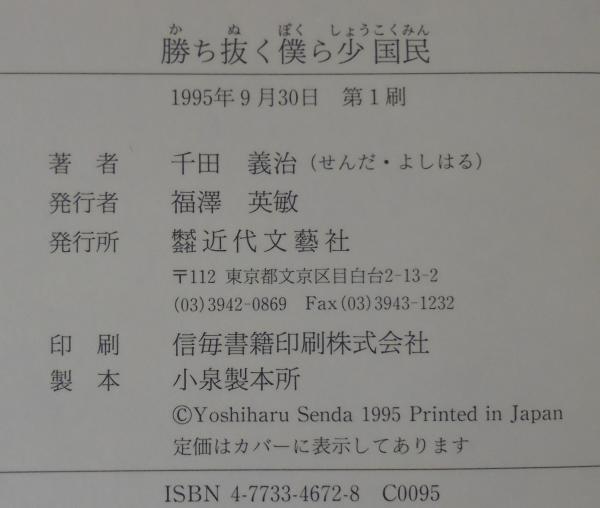 か ぬ ぼく しょうこくみん
勝ち抜く僕ら少国民
1995年9月30日 第1刷
著者 千田 義治(せんだ・よしはる)
発行者 福澤 英敏
発行所 株式会社近代文藝社
〒112 東京都文京区目白台2-13-2
(03)3942-0869 Fax(03)3943-1232
印刷 信毎書籍印刷株式会社
製本 小泉製本所
©Yoshiharu Senda 1995 Printed in Japan
定価はカバーに表示してあります
ISBN 4-7733-4672-8 C0095